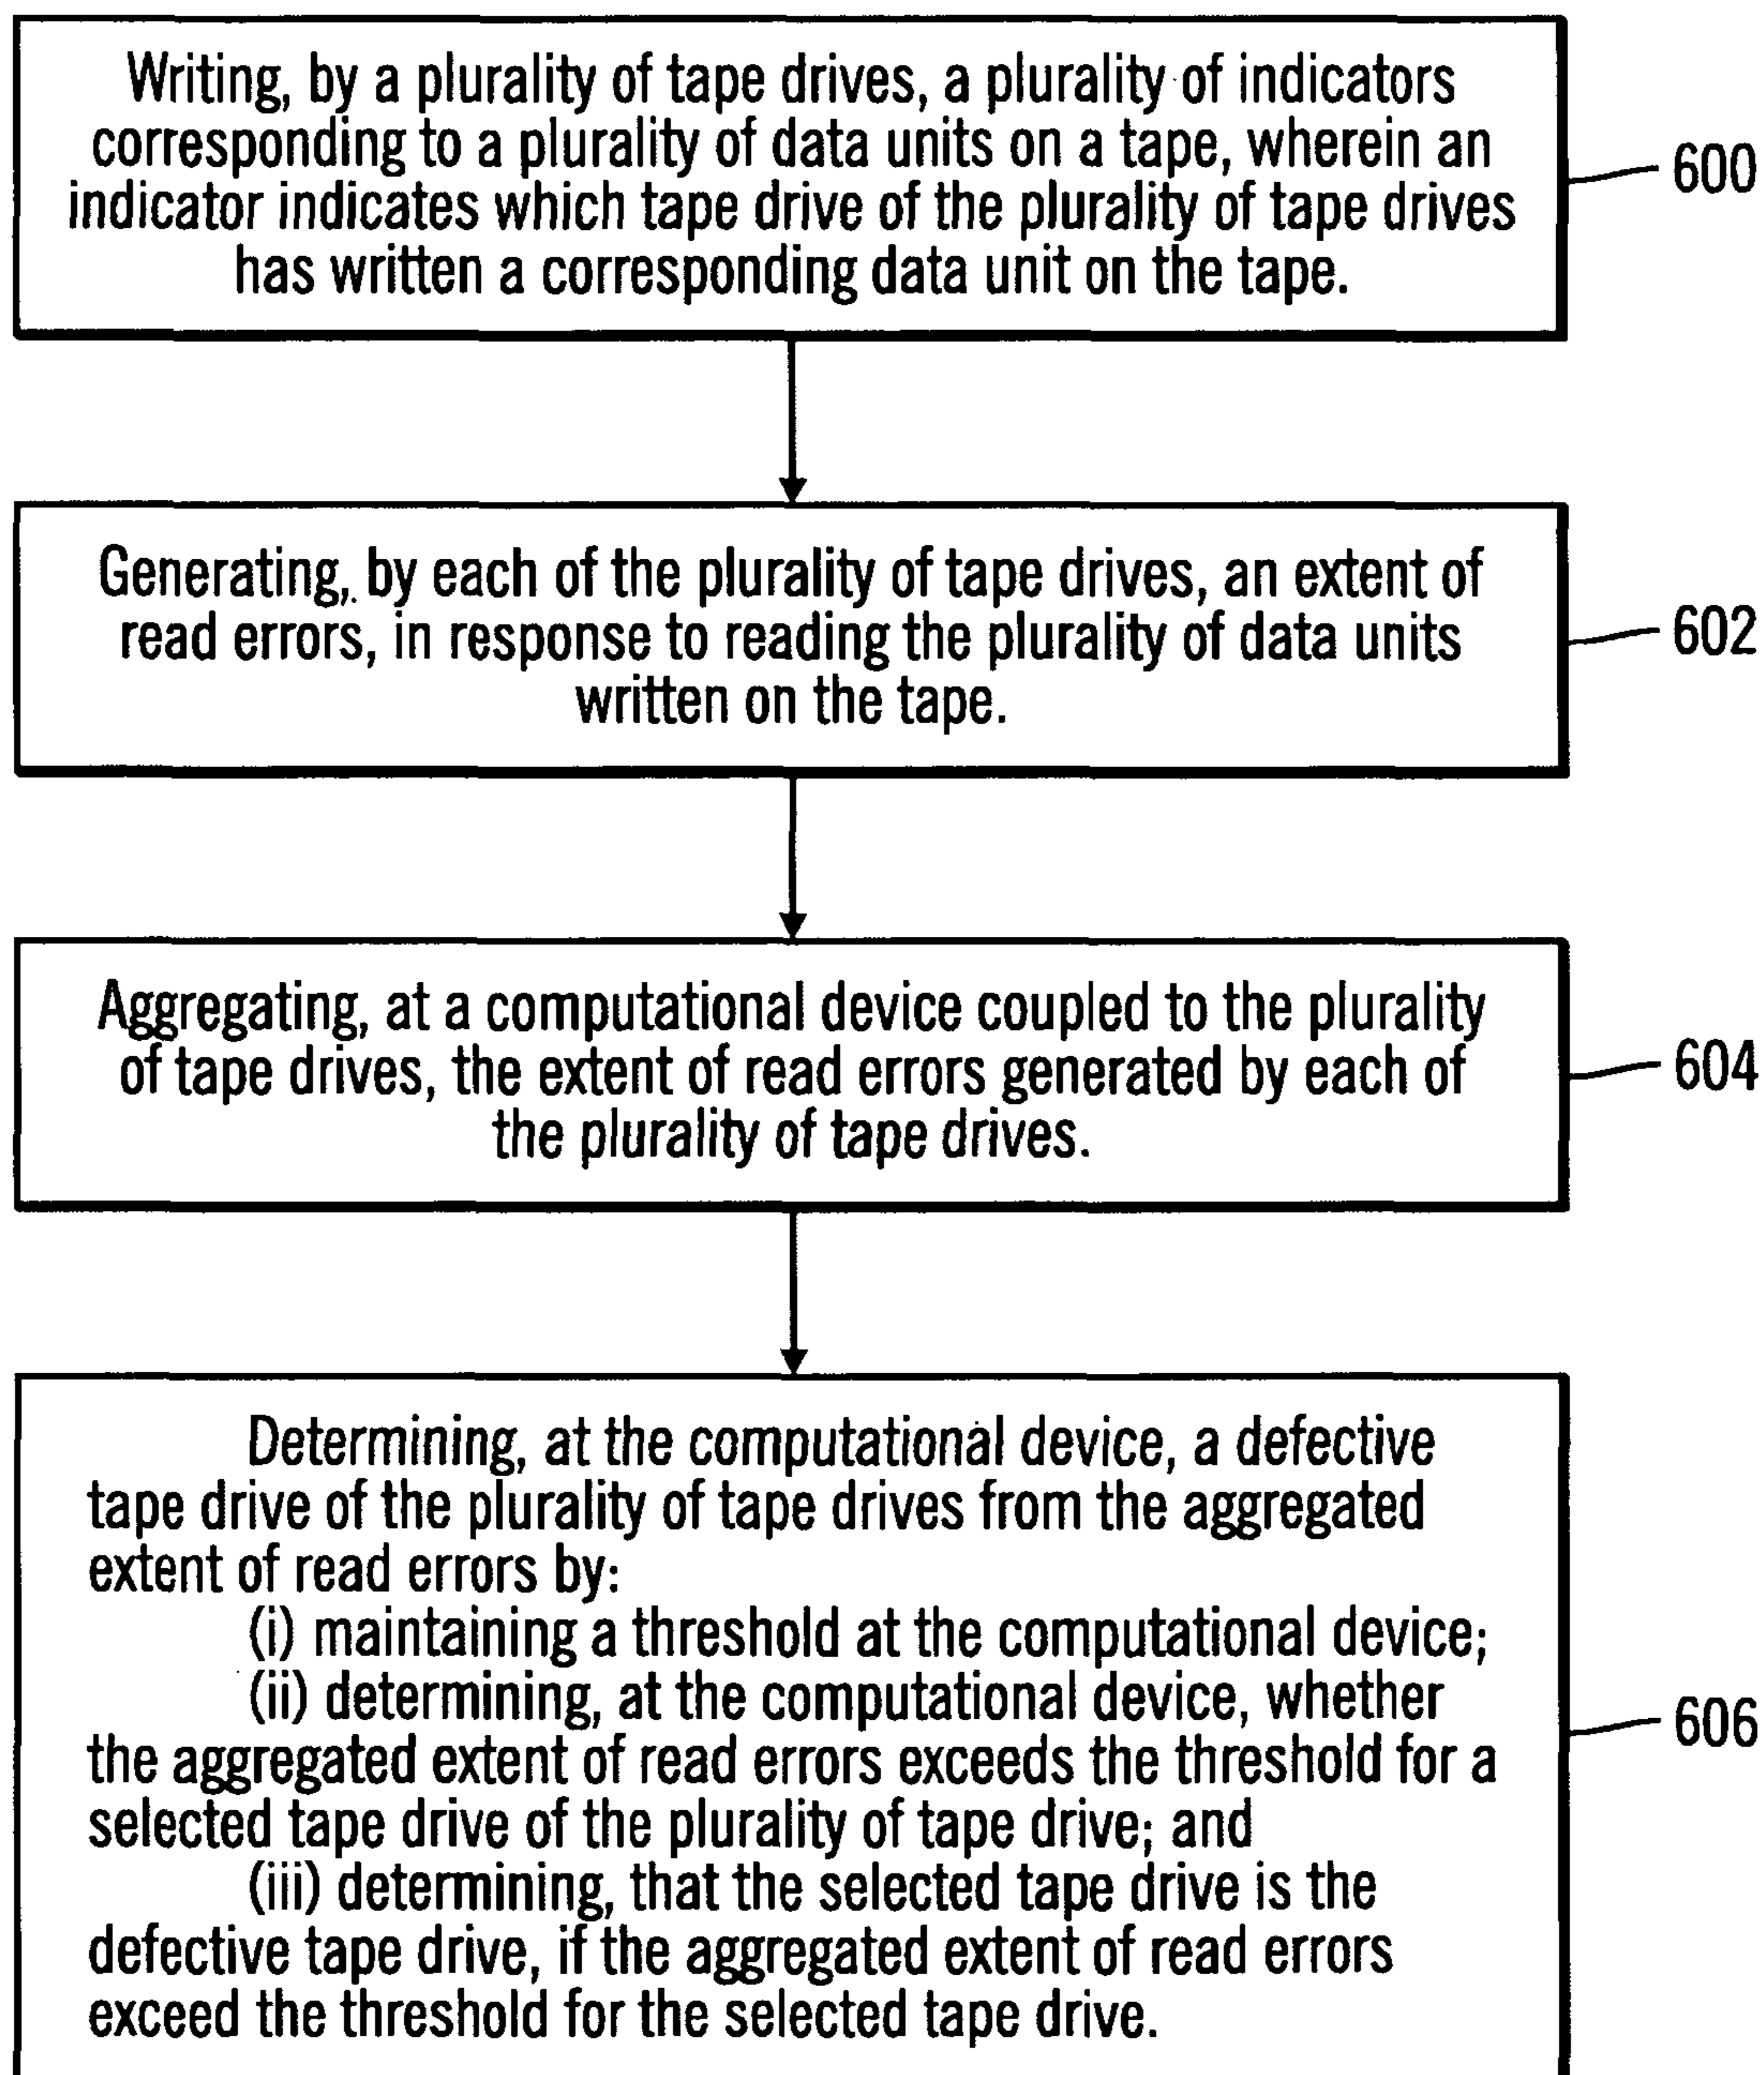 Writing, by a plurality of tape drives, a plurality of indicators
corresponding to a plurality of data units on a tape, wherein an
indicator indicates which tape drive of the plurality of tape drives
has written a corresponding data unit on the tape.
600
Generating, by each of the plurality of tape drives, an extent of
read errors, in response to reading the plurality of data units
written on the tape.
602
Aggregating, at a computational device coupled to the plurality
of tape drives, the extent of read errors generated by each of
the plurality of tape drives.
604
Determining, at the computational device, a defective
tape drive of the plurality of tape drives from the aggregated
extent of read errors by:
(i) maintaining a threshold at the computational device;
(ii) determining, at the computational device, whether
the aggregated extent of read errors exceeds the threshold for a
selected tape drive of the plurality of tape drive; and
(iii) determining, that the selected tape drive is the
defective tape drive, if the aggregated extent of read errors
exceed the threshold for the selected tape drive.
606